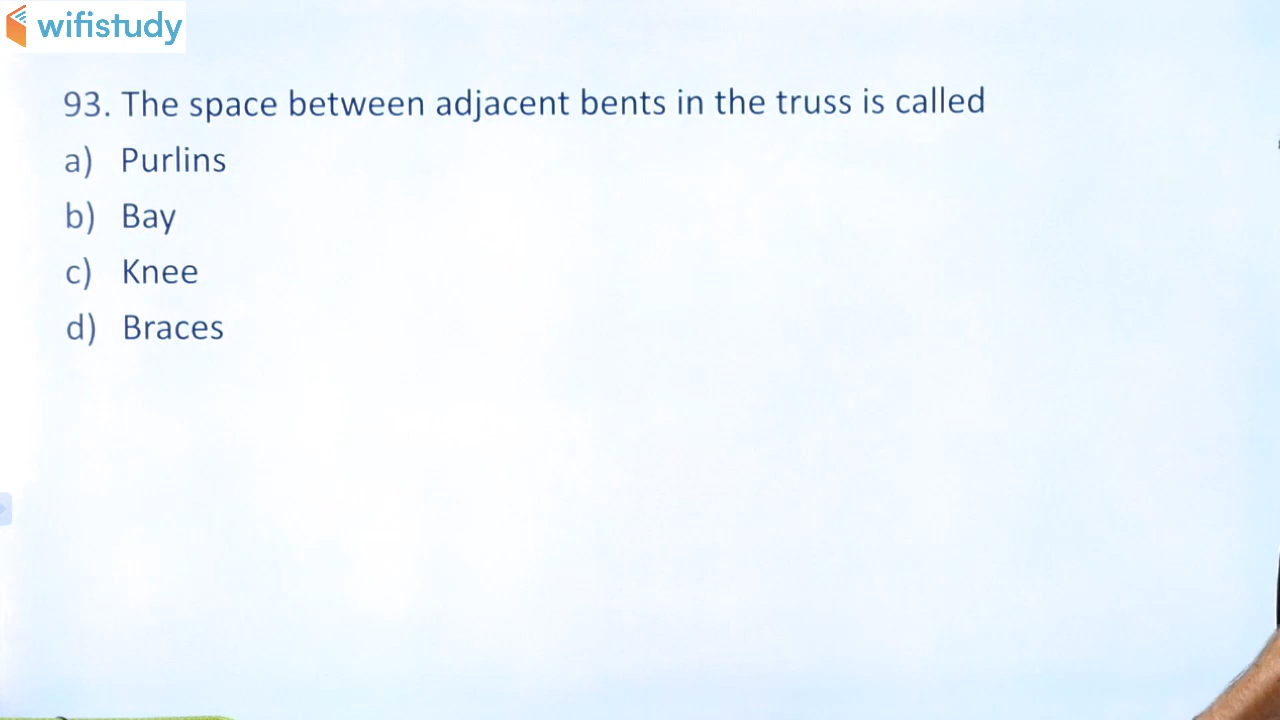 wifistudy
93. The space between adjacent bents in the truss is called
a) Purlins
b) Bay
c) Knee
d) Braces